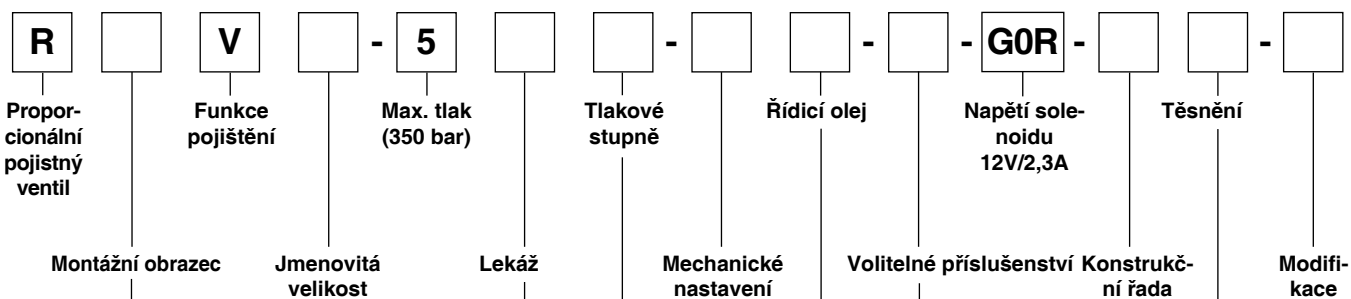 R V - 5 - - - G0R - -
Propor-
cionální
pojistný
ventil
Funkce
pojištění
Max. tlak
(350 bar)
Tlakové
stupně
Řídicí olej
Napětí sole-
noidu
12V/2,3A
Těsnění
Montážní obrazec
Jmenovitá
velikost
Lekáž
Mechanické
nastavení
Volitelné příslušenství
Konstrukč-
ní řada
Modifi-
kace